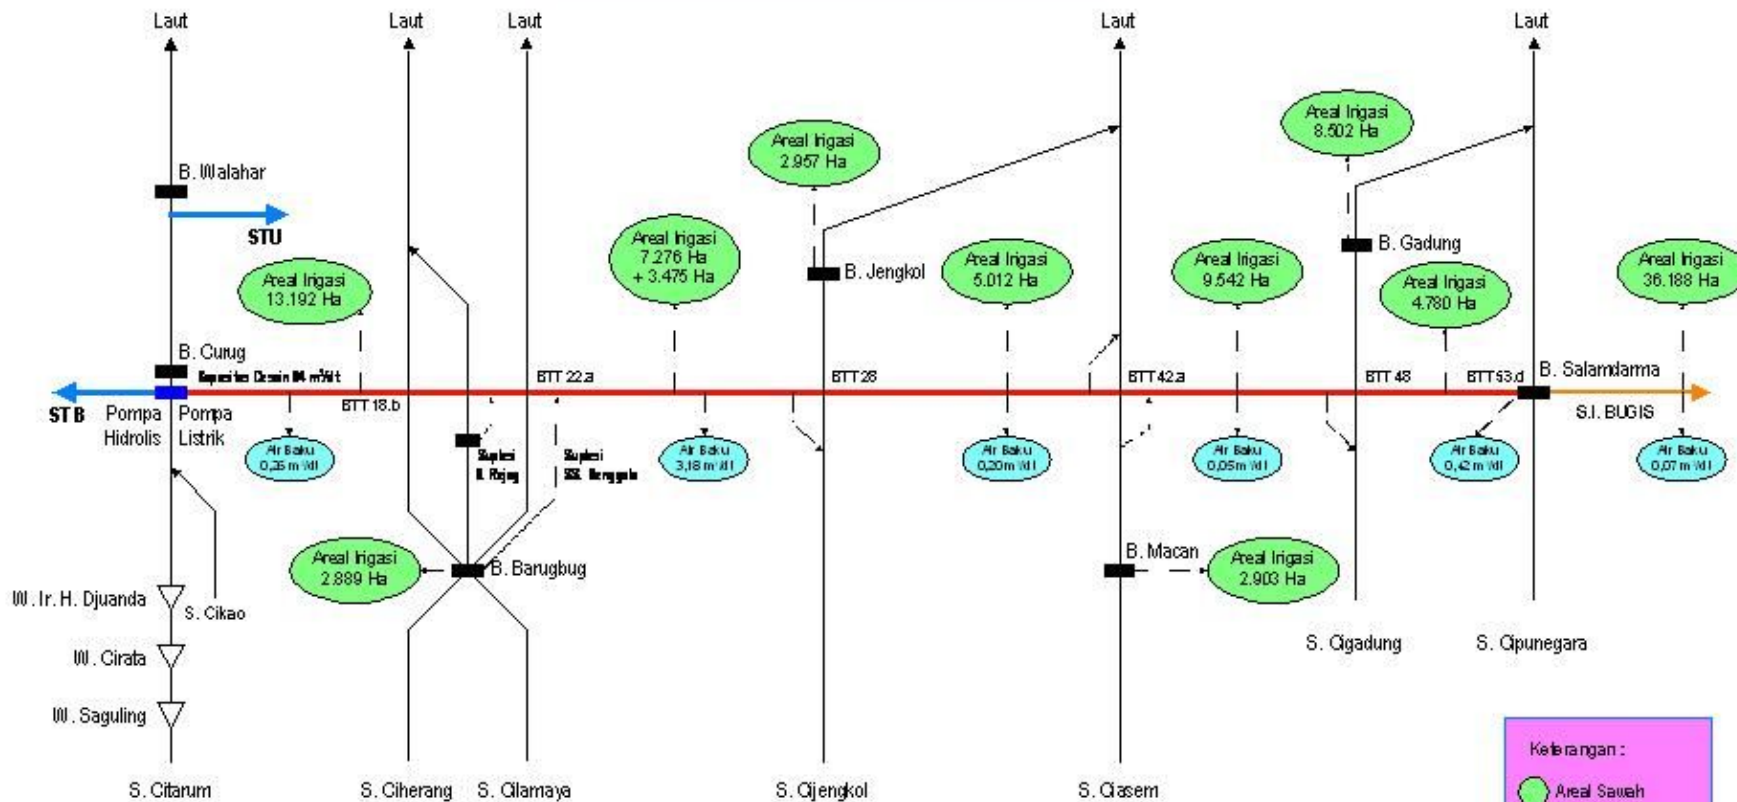 Laut
Laut
Laut
Laut
Laut
Areal Irigasi
8.502 Ha
Areal Irigasi
2.957 Ha
B. Walahar
STU
Areal Irigasi
7.276 Ha
+ 3.475 Ha
B. Jengkol
B. Gadung
Areal Irigasi
13.192 Ha
Areal Irigasi
5.012 Ha
Areal Irigasi
9.542 Ha
Areal Irigasi
4.780 Ha
Areal Irigasi
36.188 Ha
B. Curug
Kapasitas Desain
BTT 22.a
BTT 28
BTT 42.a
BTT 48
BTT 53.d
B. Salamdarma
STB
BTT 18.b
S.I. BUGIS
Pompa
Hidrolis
Pompa
Listrik
Air Baku
Air Baku
3,18 m³/dt
Air Baku
0,20 m³/dt
Air Baku
0,05 m³/dt
Air Baku
0,42 m³/dt
Air Baku
0,07 m³/dt
Suplesi
Suplesi
Areal Irigasi
2.889 Ha
B. Barugbug
B. Macan
Areal Irigasi
2.903 Ha
W. Ir. H. Djuanda
S. Cikao
W. Cirata
S. Cigadung
S. Cipunegara
W. Saguling
S. Citarum
S. Ciherang
S. Cilamaya
S. Cijengkol
S. Ciasem
Keterangan :
Areal Sawah